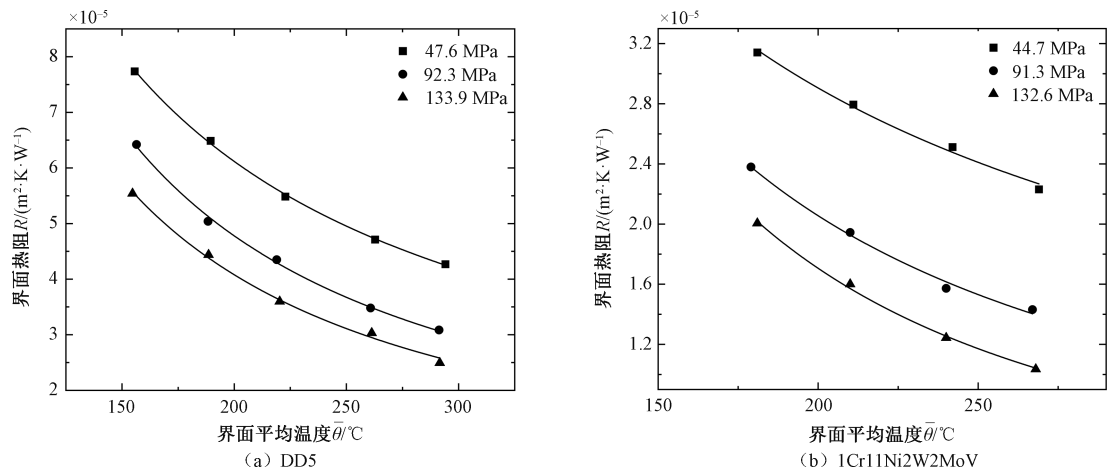 ×10⁻⁵
8
7
6
5
4
3
2
150
200
250
300
■ 47.6 MPa
● 92.3 MPa
▲ 133.9 MPa
界面热阻R/(m²·K·W⁻¹)
界面平均温度θ̄/℃
（a）DD5
×10⁻⁵
3.2
2.8
2.4
2.0
1.6
1.2
150
200
250
■ 44.7 MPa
● 91.3 MPa
▲ 132.6 MPa
界面热阻R/(m²·K·W⁻¹)
界面平均温度θ̄/℃
（b）1Cr11Ni2W2MoV